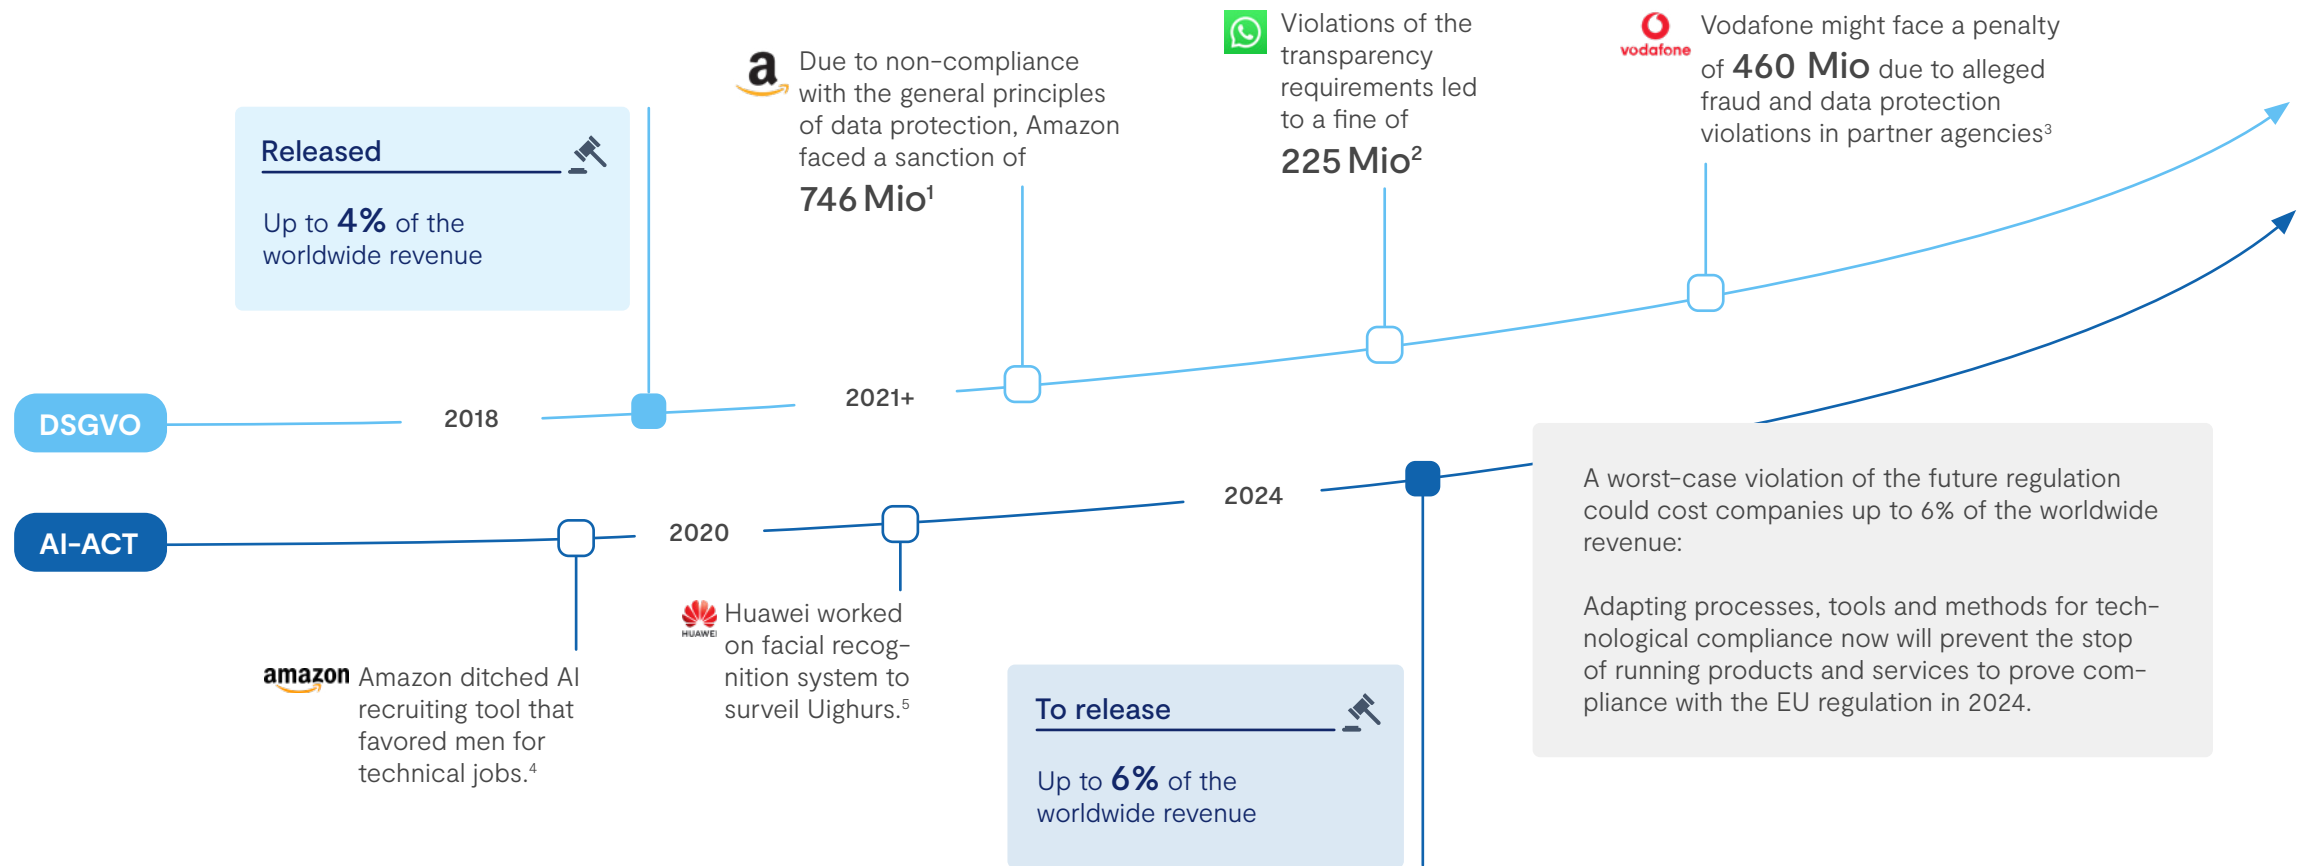 Released
Up to 4% of the
worldwide revenue
a
Due to non-compliance
with the general principles
of data protection, Amazon
faced a sanction of
746 Mio¹
Violations of the
transparency
requirements led
to a fine of
225 Mio²
vodafone
Vodafone might face a penalty
of 460 Mio due to alleged
fraud and data protection
violations in partner agencies³
DSGVO
2018
2021+
AI-ACT
2020
2024
amazon
Amazon ditched AI
recruiting tool that
favored men for
technical jobs.⁴
HUAWEI
Huawei worked
on facial recog-
nition system to
surveil Uighurs.⁵
To release
Up to 6% of the
worldwide revenue
A worst-case violation of the future regulation
could cost companies up to 6% of the worldwide
revenue:
Adapting processes, tools and methods for tech-
nological compliance now will prevent the stop
of running products and services to prove com-
pliance with the EU regulation in 2024.